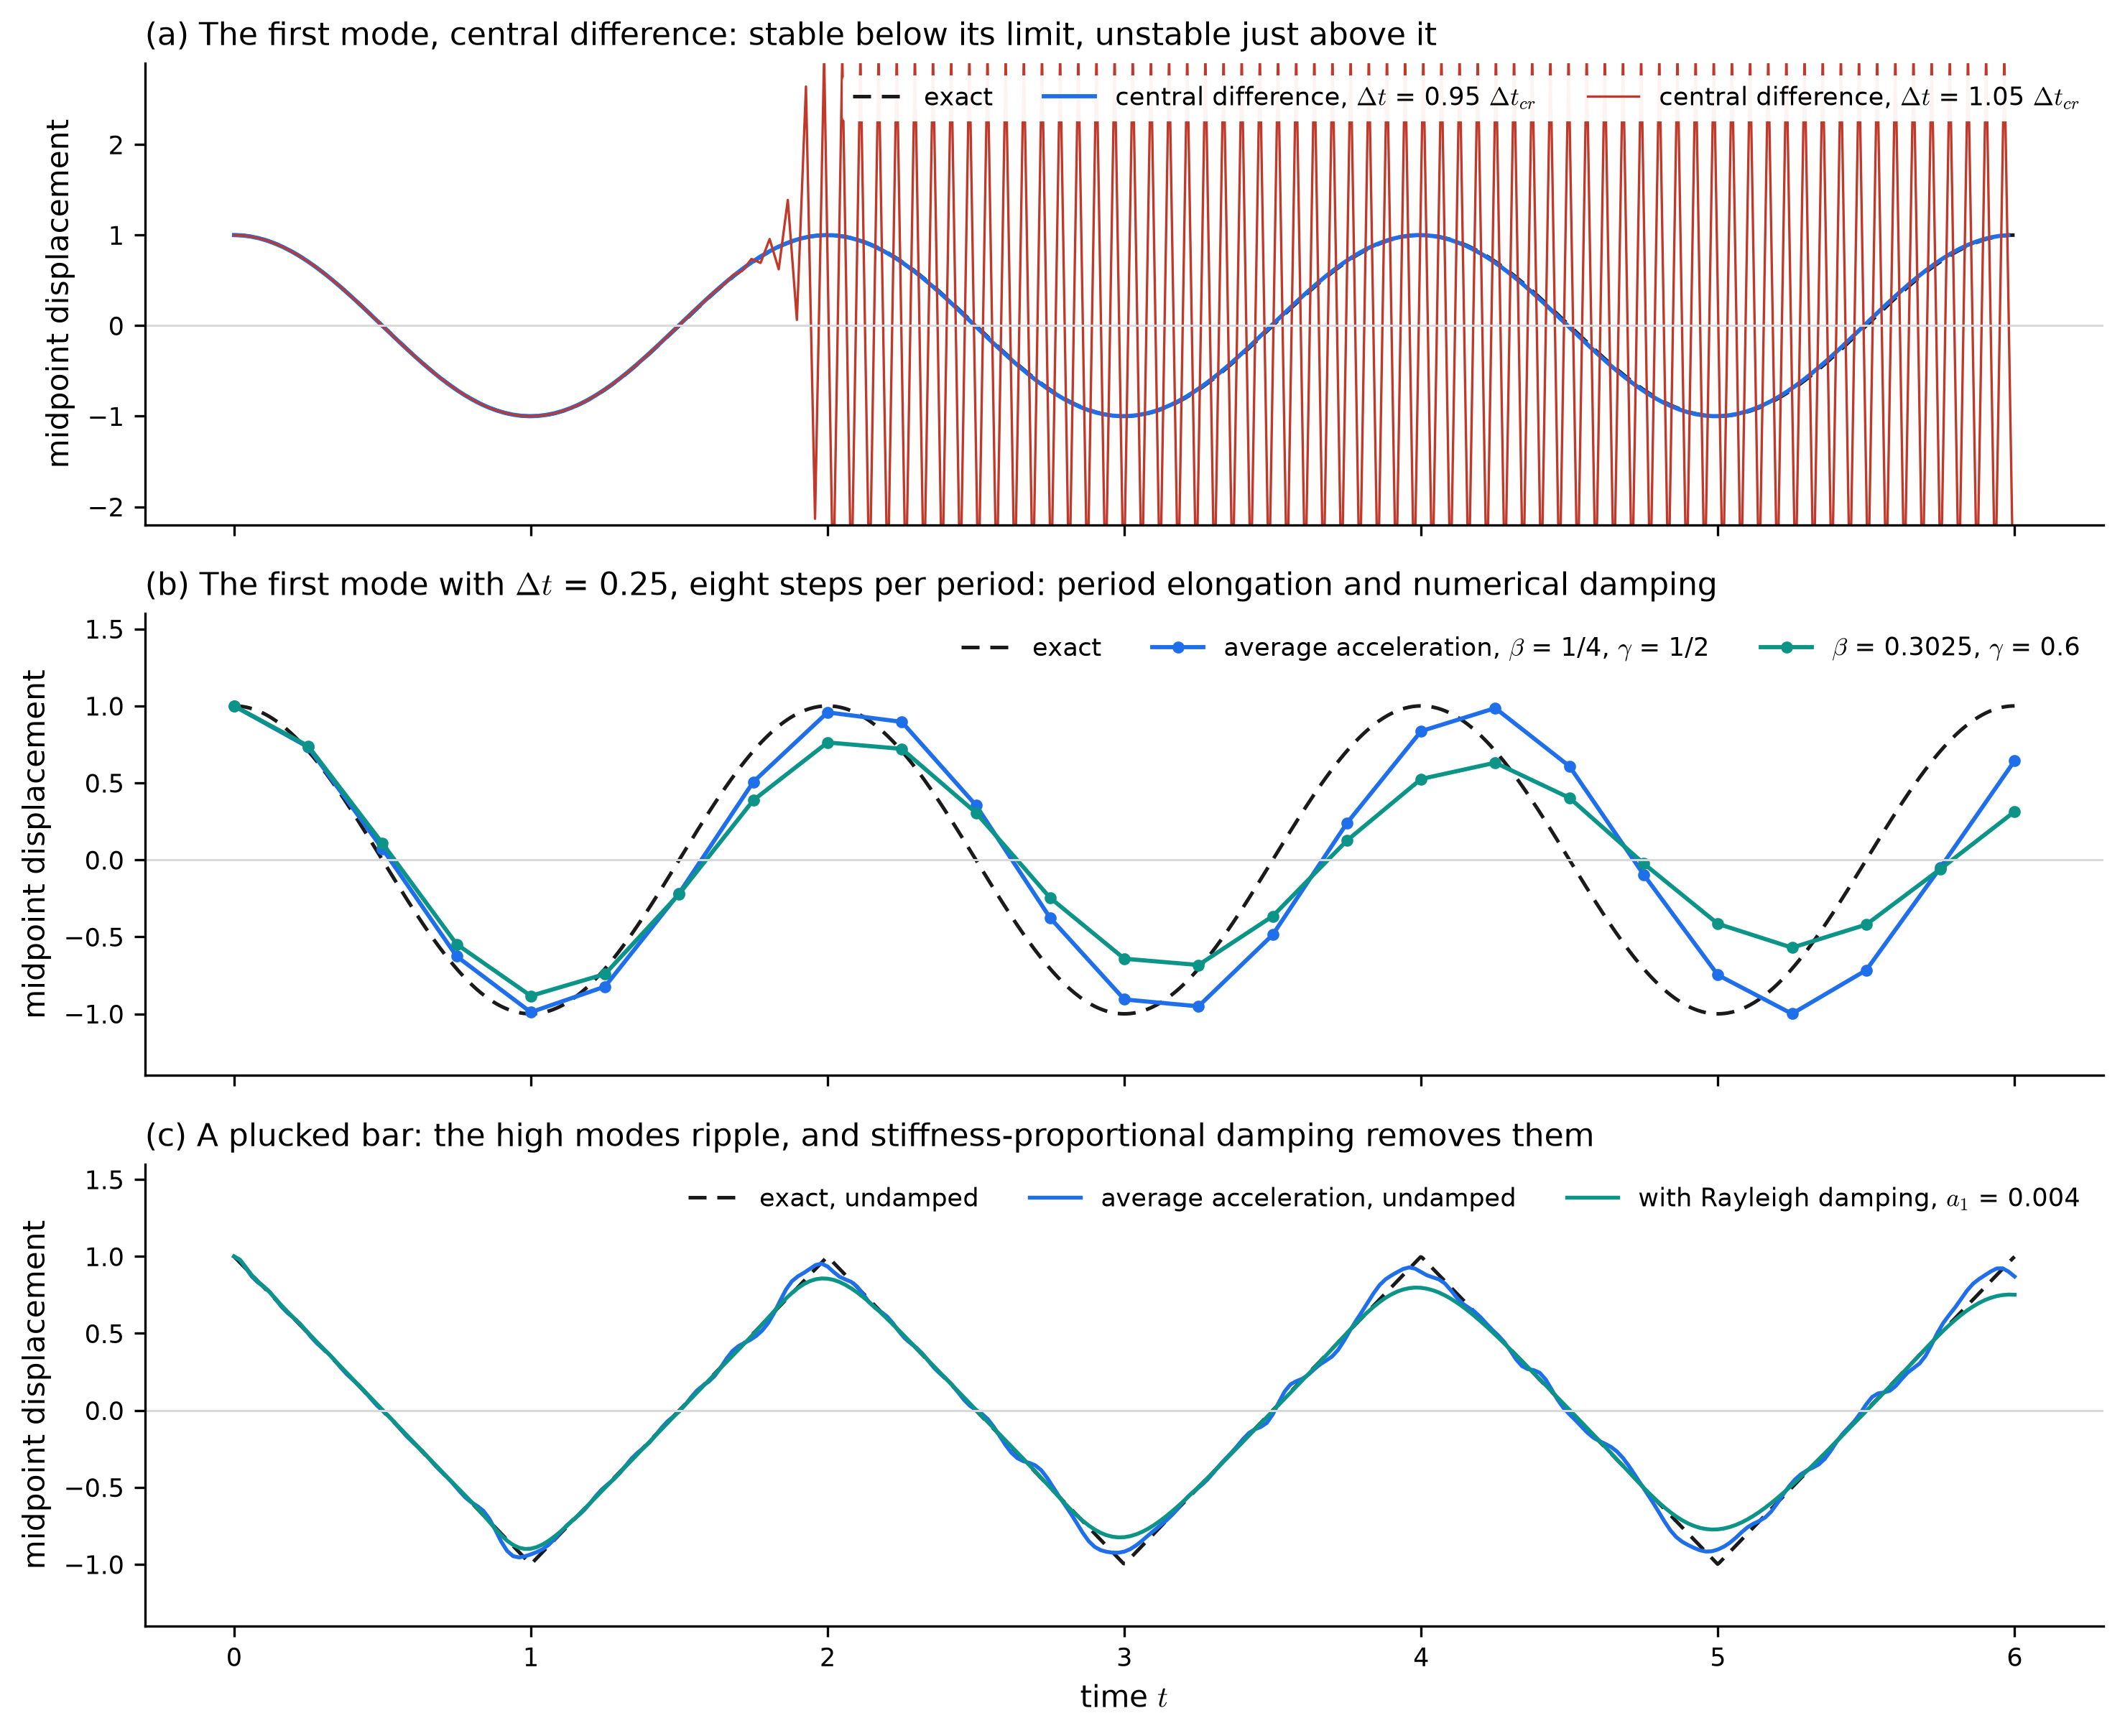 (a) The first mode, central difference: stable below its limit, unstable just above it
exact
central difference, Δt = 0.95 Δt_cr
central difference, Δt = 1.05 Δt_cr
midpoint displacement
2
1
0
−1
−2
(b) The first mode with Δt = 0.25, eight steps per period: period elongation and numerical damping
exact
average acceleration, β = 1/4, γ = 1/2
β = 0.3025, γ = 0.6
midpoint displacement
1.5
1.0
0.5
0.0
−0.5
−1.0
(c) A plucked bar: the high modes ripple, and stiffness-proportional damping removes them
exact, undamped
average acceleration, undamped
with Rayleigh damping, a₁ = 0.004
midpoint displacement
1.5
1.0
0.5
0.0
−0.5
−1.0
0 1 2 3 4 5 6
time t